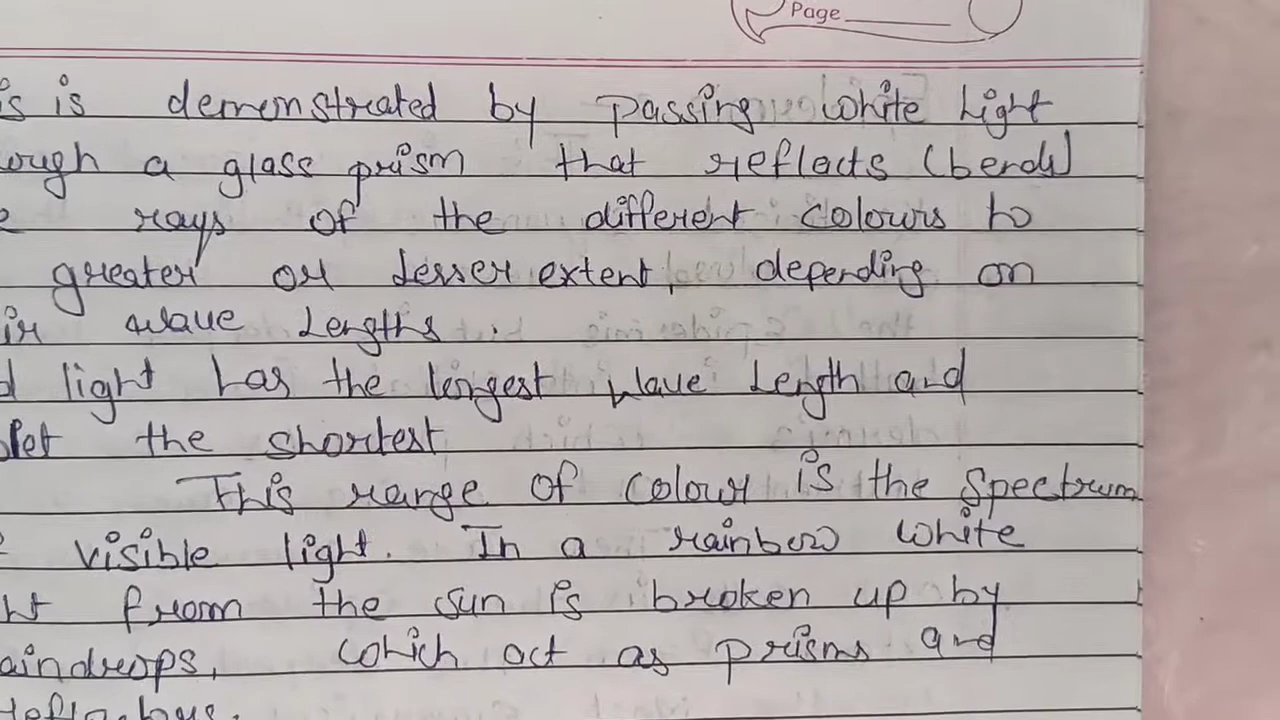 Page
is is demonstrated by passing white Light
ough a glass prism that reflects (bends)
e rays of the different colours to
greater or Lesser extent, depending on
ir wave Lengths.
d light has the longest wave Length and
olet the shortest
This range of colour is the Spectrum
visible light. In a rainbow white
ht from the sun is broken up by
aindrops, which act as prisms and